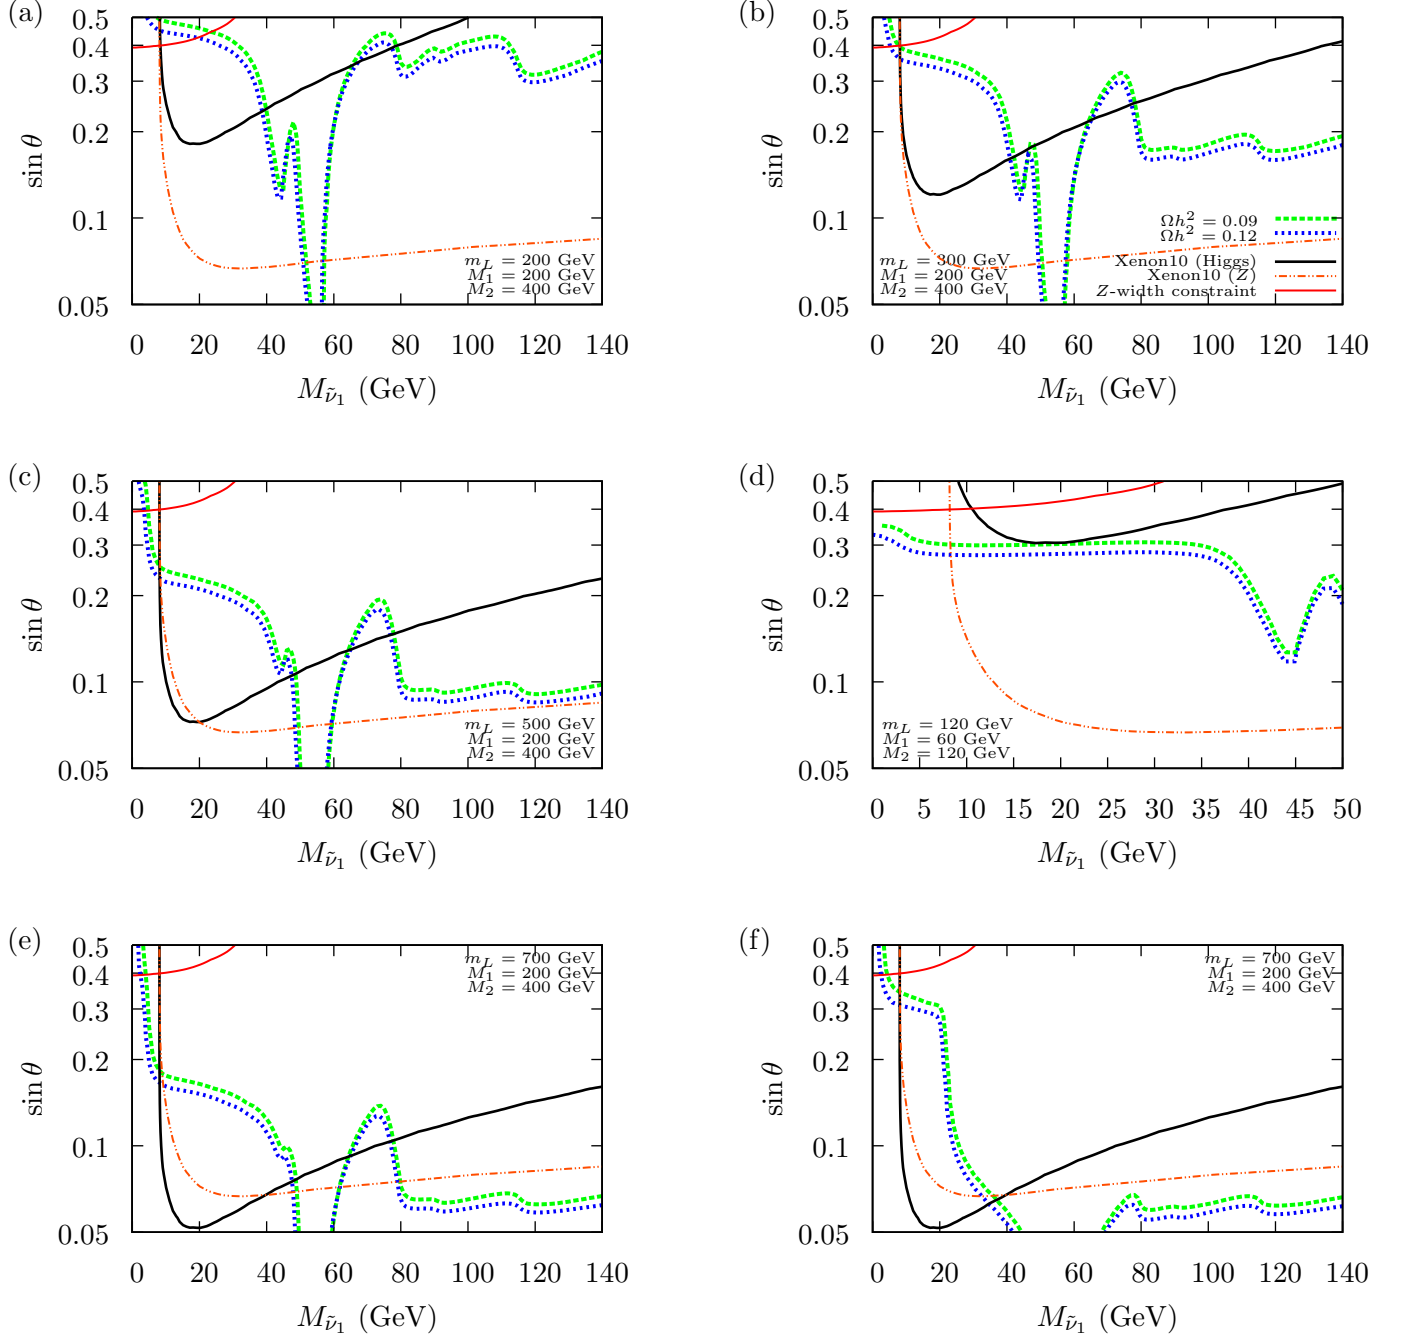 (a)
0.5
0.4
0.3
0.2
0.1
0.05
sin θ
m_L = 200 GeV
M_1 = 200 GeV
M_2 = 400 GeV
0 20 40 60 80 100 120 140
M_ν̃_1 (GeV)
(b)
0.5
0.4
0.3
0.2
0.1
0.05
sin θ
m_L = 300 GeV
M_1 = 200 GeV
M_2 = 400 GeV
Ωh² = 0.09
Ωh² = 0.12
Xenon10 (Higgs)
Xenon10 (Z)
Z-width constraint
0 20 40 60 80 100 120 140
M_ν̃_1 (GeV)
(c)
0.5
0.4
0.3
0.2
0.1
0.05
sin θ
m_L = 500 GeV
M_1 = 200 GeV
M_2 = 400 GeV
0 20 40 60 80 100 120 140
M_ν̃_1 (GeV)
(d)
0.5
0.4
0.3
0.2
0.1
0.05
sin θ
m_L = 120 GeV
M_1 = 60 GeV
M_2 = 120 GeV
0 5 10 15 20 25 30 35 40 45 50
M_ν̃_1 (GeV)
(e)
0.5
0.4
0.3
0.2
0.1
0.05
sin θ
m_L = 700 GeV
M_1 = 200 GeV
M_2 = 400 GeV
0 20 40 60 80 100 120 140
M_ν̃_1 (GeV)
(f)
0.5
0.4
0.3
0.2
0.1
0.05
sin θ
m_L = 700 GeV
M_1 = 200 GeV
M_2 = 400 GeV
0 20 40 60 80 100 120 140
M_ν̃_1 (GeV)